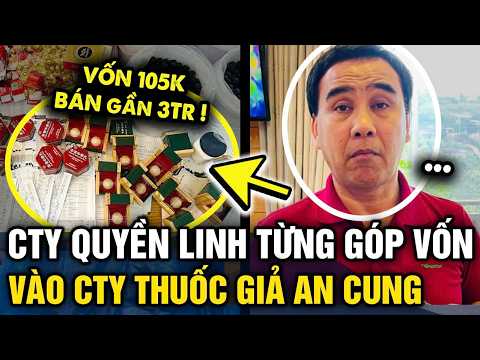 VỐN 105K
BÁN GẦN 3TR !
...
CTY QUYỀN LINH TỪNG GÓP VỐN
VÀO CTY THUỐC GIẢ AN CUNG